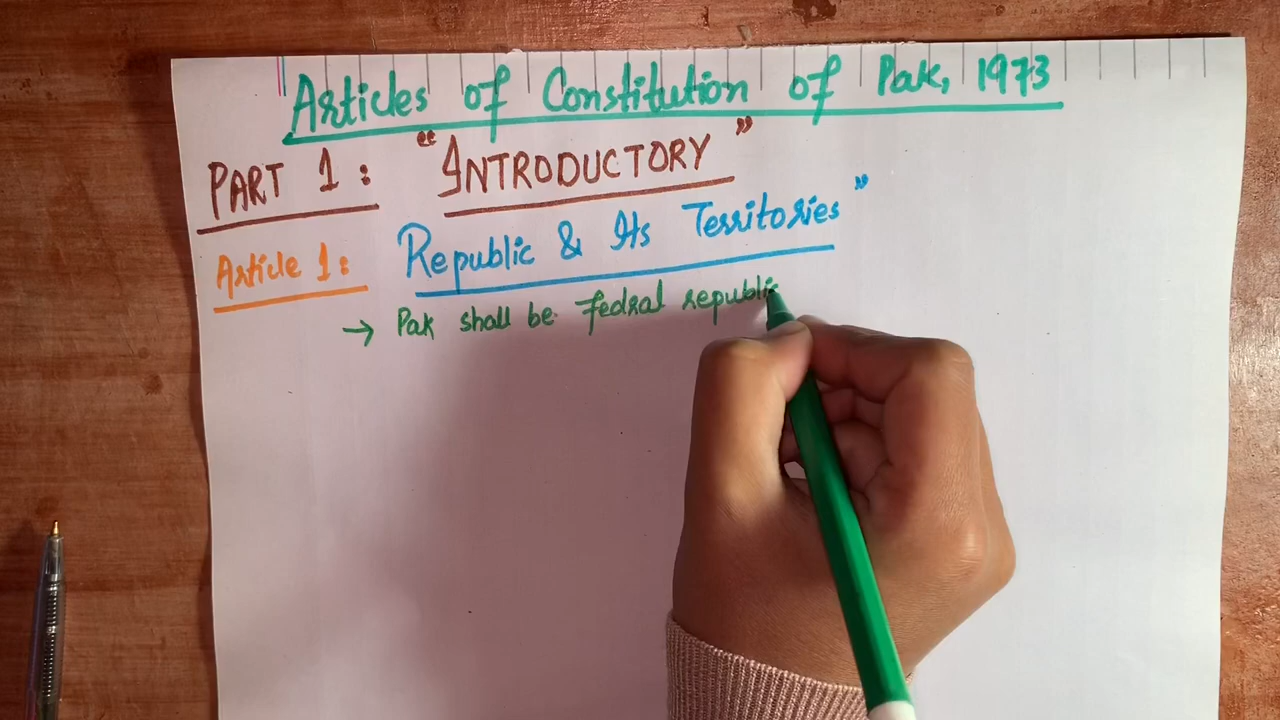 Articles of Constitution of Pak, 1973
PART 1: "INTRODUCTORY"
Article 1: Republic & Its Territories"
→ Pak shall be fedral republic